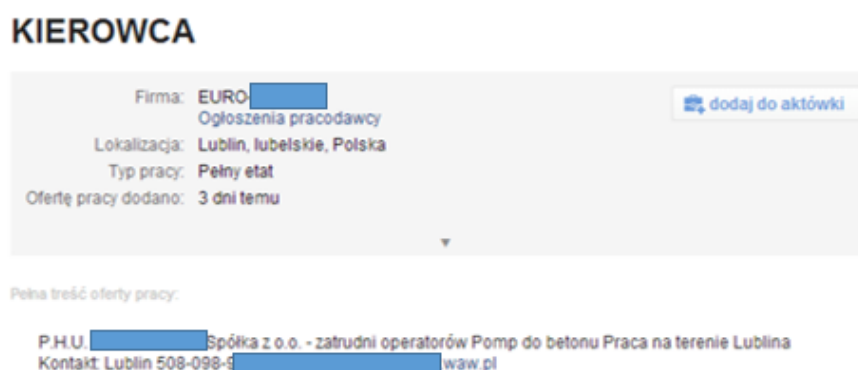 KIEROWCA
Firma: EURO-
Ogłoszenia pracodawcy
dodaj do aktówki
Lokalizacja: Lublin, lubelskie, Polska
Typ pracy: Pełny etat
Ofertę pracy dodano: 3 dni temu
Pełna treść oferty pracy:
P.H.U. Spółka z o.o. - zatrudni operatorów Pomp do betonu Praca na terenie Lublina
Kontakt: Lublin 508-098-9 waw.pl